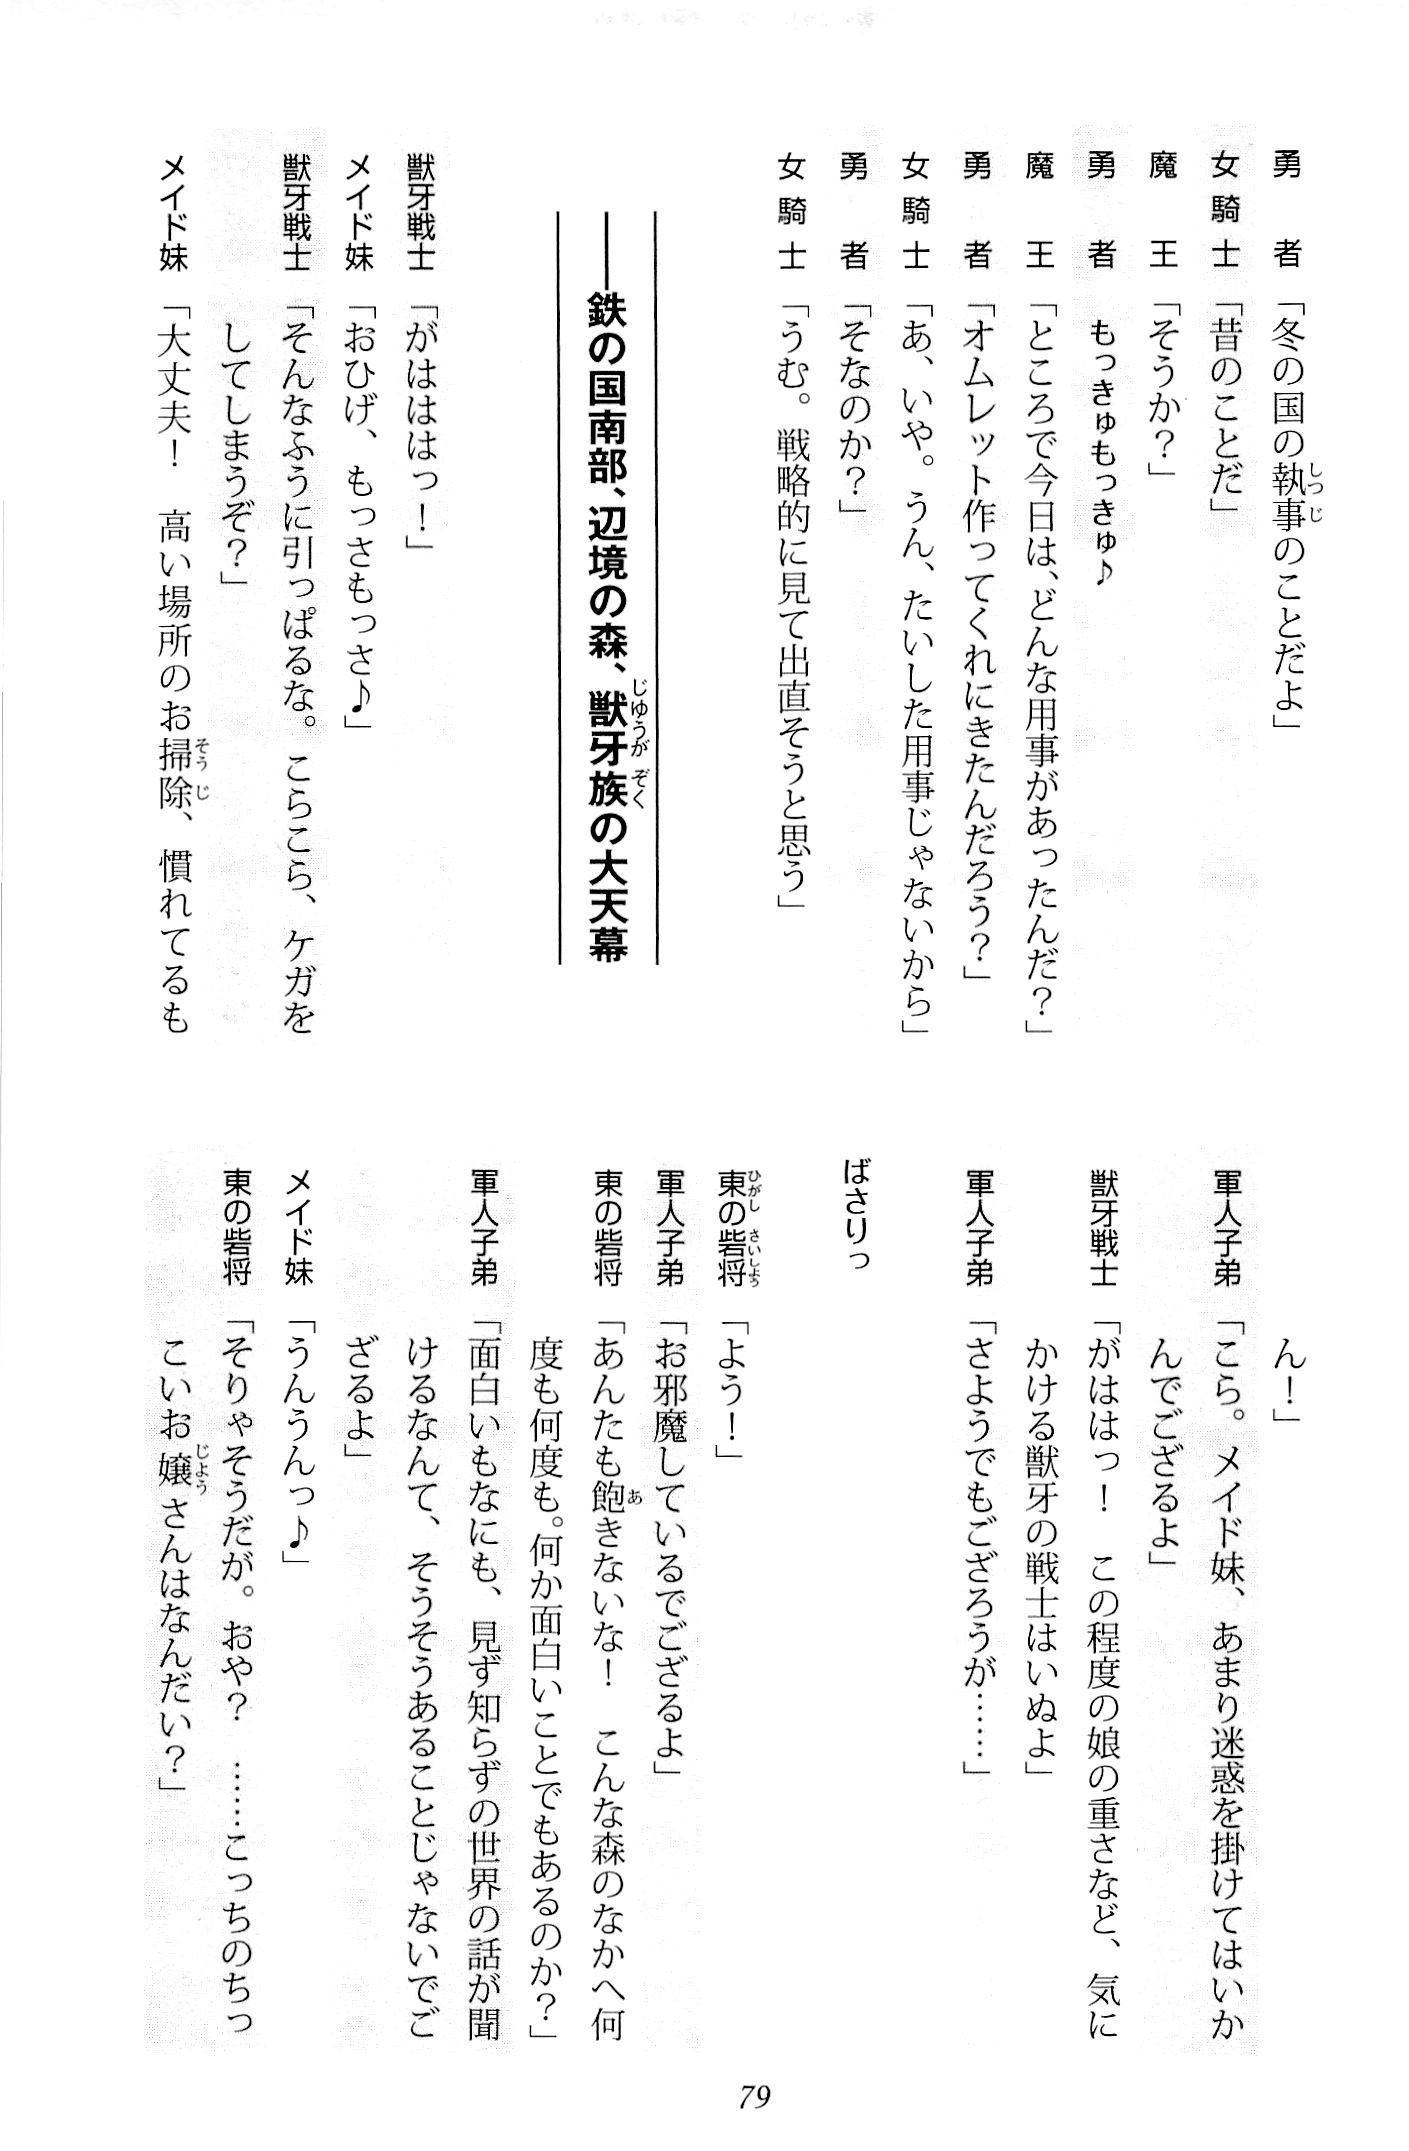 勇者「冬の国の執事のことだよ」
女騎士「昔のことだ」
魔王「そうか？」
勇者　もっきゅもっきゅ♪
魔王「ところで今日は、どんな用事があったんだ？」
勇者「オムレット作ってくれにきたんだろう？」
女騎士「あ、いや。うん、たいした用事じゃないから」
勇者「そなのか？」
女騎士「うむ。戦略的に見て出直そうと思う」
――鉄の国南部、辺境の森、獣牙族の大天幕
獣牙戦士「がははっ！」
メイド妹「おひげ、もっさもっさ♪」
獣牙戦士「そんなふうに引っぱるな。こらこら、ケガを
してしまうぞ？」
メイド妹「大丈夫！　高い場所のお掃除、慣れてるも
ん！」
軍人子弟「こら。メイド妹、あまり迷惑を掛けてはいか
んでござるよ」
獣牙戦士「がははっ！　この程度の娘の重さなど、気に
かける獣牙の戦士はいぬよ」
軍人子弟「さようでもござろうが……」
ばさりっ
東の砦将「よう！」
軍人子弟「お邪魔しているでござるよ」
東の砦将「あんたも飽きないな！　こんな森のなかへ何
度も何度も。何か面白いことでもあるのか？」
軍人子弟「面白いもなにも、見ず知らずの世界の話が聞
けるなんて、そうそうあることじゃないでご
ざるよ」
メイド妹「うんうんっ♪」
東の砦将「そりゃそうだが。おや？　……こっちのちっ
こいお嬢さんはなんだい？」
79